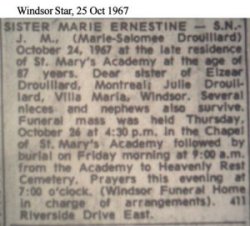 Windsor Star, 25 Oct 1967
SISTER MARIE ERNESTINE — S.N.
J. M., (Marie-Salomee Drouillard)
October 24, 1967 at the late residence
of St. Mary's Academy at the age of
87 years. Dear sister of Elzear
Drouillard, Montreal; Julie Drouil-
lard, Villa Maria, Windsor. Several
nieces and nephews also survive.
Funeral mass was held Thursday,
October 26 at 4:30 p.m. in the Chapel
of St. Mary's Academy followed by
burial on Friday morning at 9:00 a.m.
from the Academy to Heavenly Rest
Cemetery. Prayers this evening at
7:00 o'clock. (Windsor Funeral Home
in charge of arrangements). 411
Riverside Drive East.